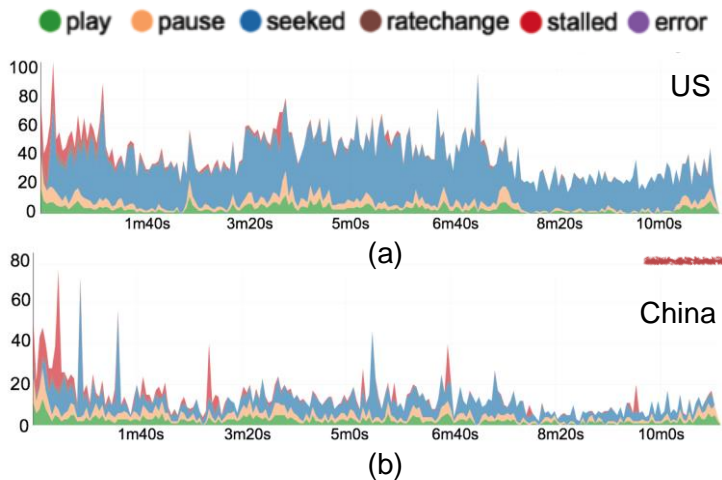 play pause seeked ratechange stalled error
100
80
60
40
20
0
US
1m40s 3m20s 5m0s 6m40s 8m20s 10m0s
(a)
80
60
40
20
0
China
1m40s 3m20s 5m0s 6m40s 8m20s 10m0s
(b)